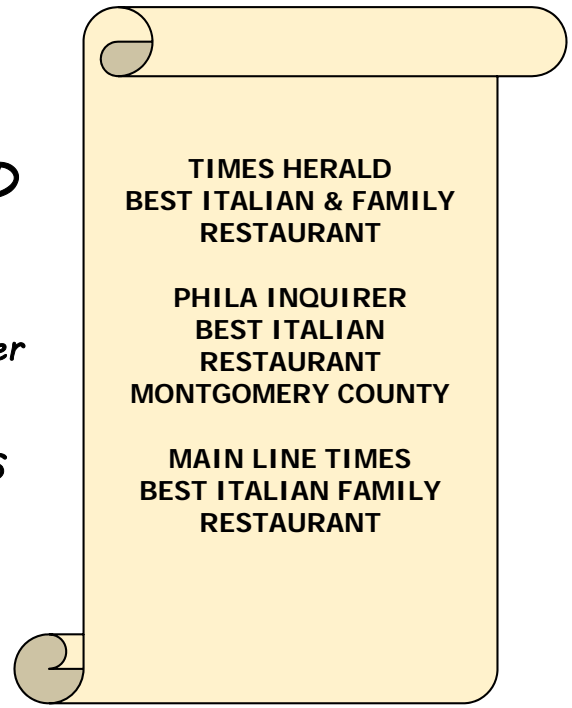 TIMES HERALD
BEST ITALIAN & FAMILY
RESTAURANT
PHILA INQUIRER
BEST ITALIAN
RESTAURANT
MONTGOMERY COUNTY
MAIN LINE TIMES
BEST ITALIAN FAMILY
RESTAURANT